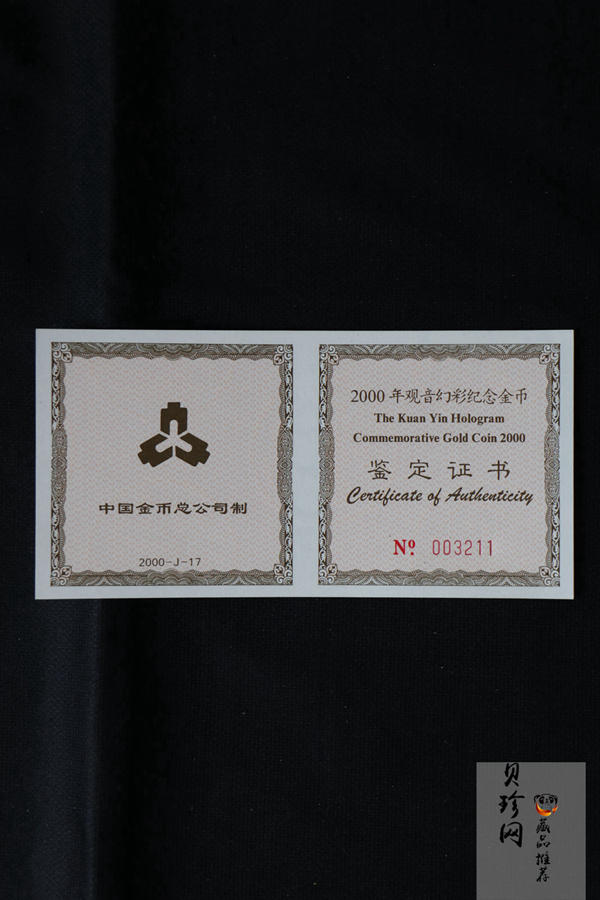 中国金币总公司制
2000-J-17
2000年观音幻彩纪念金币
The Kuan Yin Hologram
Commemorative Gold Coin 2000
鉴定证书
Certificate of Authenticity
Nº 003211
贝珍网
藏品推荐